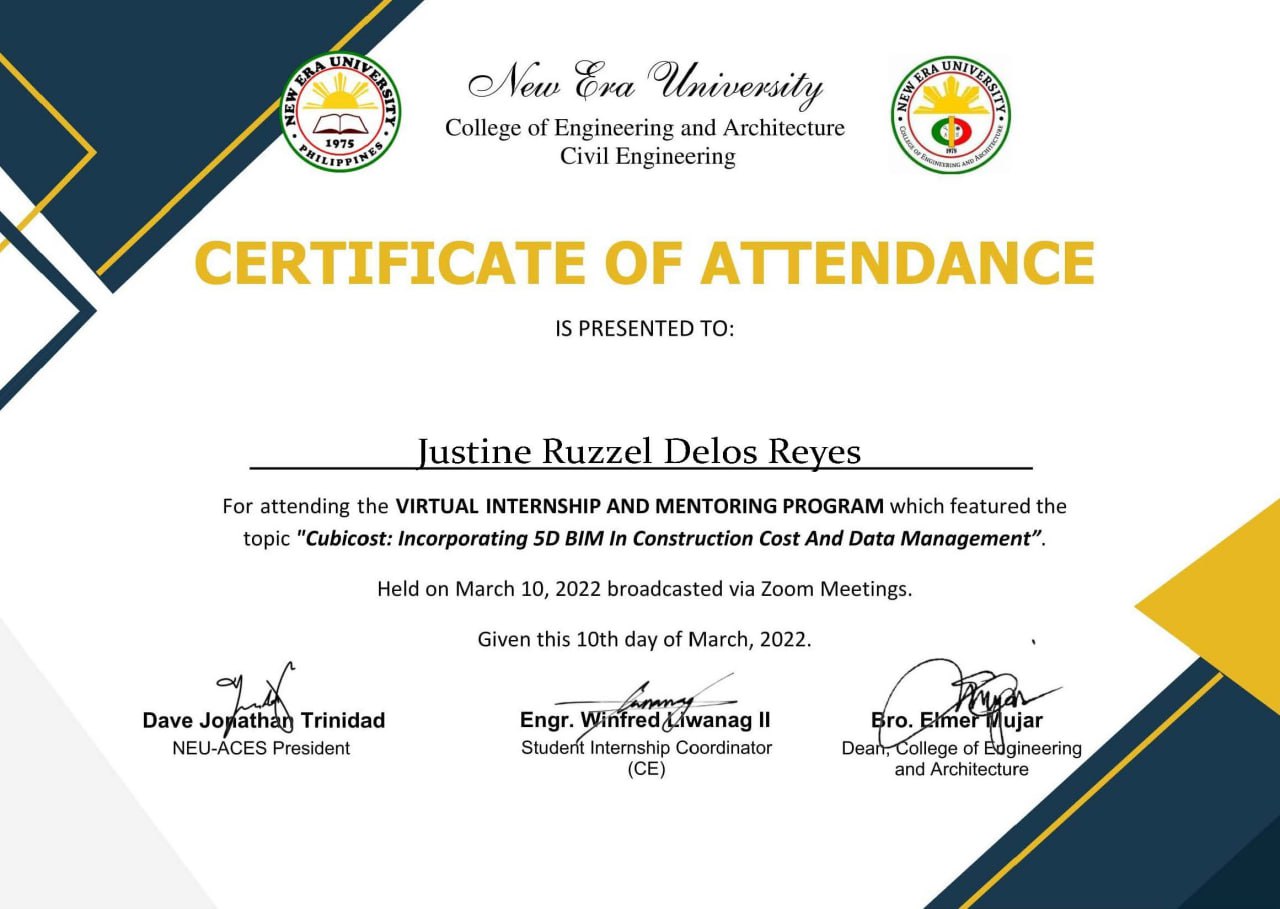 NEW ERA UNIVERSITY
1975
PHILIPPINES
New Era University
College of Engineering and Architecture
Civil Engineering
NEW ERA UNIVERSITY
1975
COLLEGE OF ENGINEERING AND ARCHITECTURE
CERTIFICATE OF ATTENDANCE
IS PRESENTED TO:
Justine Ruzzel Delos Reyes
For attending the VIRTUAL INTERNSHIP AND MENTORING PROGRAM which featured the
topic "Cubicost: Incorporating 5D BIM In Construction Cost And Data Management”.
Held on March 10, 2022 broadcasted via Zoom Meetings.
Given this 10th day of March, 2022.
Dave Jonathan Trinidad
NEU-ACES President
Engr. Winfred Liwanag II
Student Internship Coordinator
(CE)
Bro. Elmer Mujar
Dean, College of Engineering
and Architecture